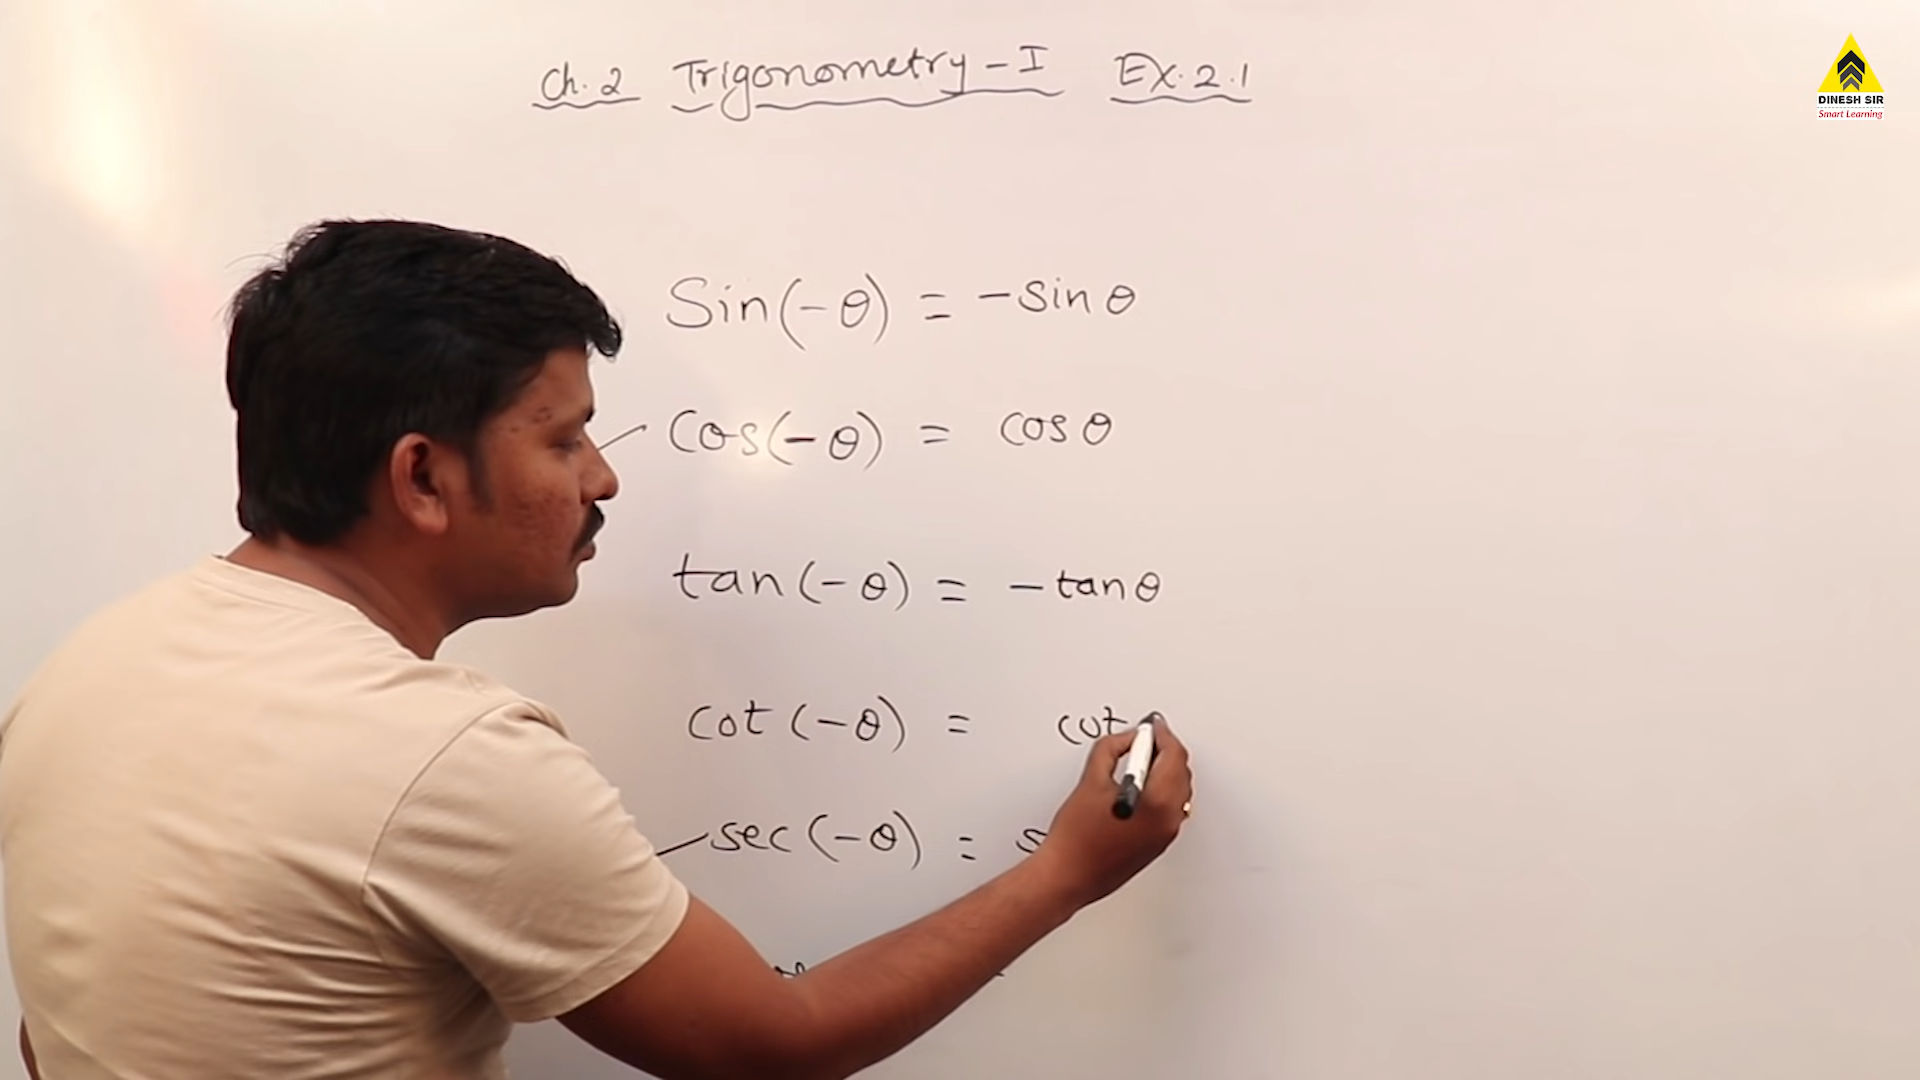 Ch. 2 Trigonometry - I Ex. 2.1
DINESH SIR
Smart Learning
Sin(-θ) = -sinθ
Cos(-θ) = cosθ
tan(-θ) = -tanθ
cot(-θ) = cot
sec(-θ) =